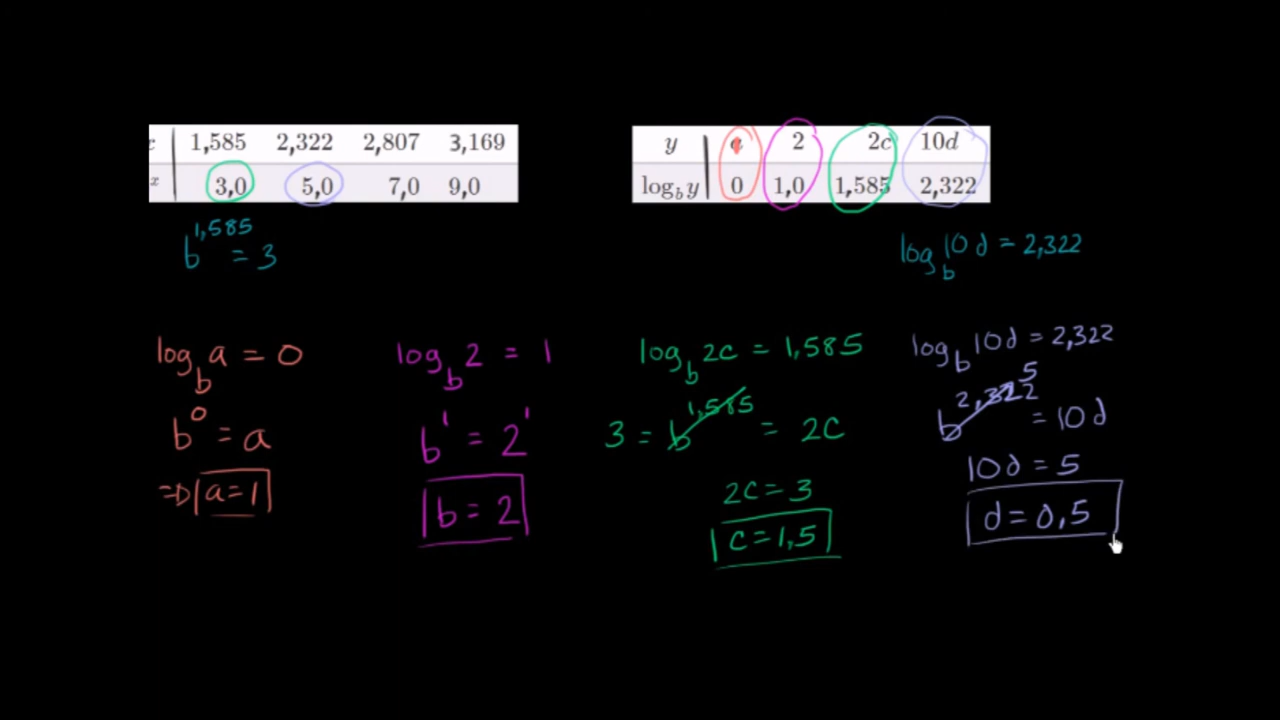 c 1,585 2,322 2,807 3,169
x 3,0 5,0 7,0 9,0
y a 2 2c 10d
log_b y 0 1,0 1,585 2,322
b^1,585 = 3
log_b 10d = 2,322
log_b a = 0
b^0 = a
=> a = 1
log_b 2 = 1
b^1 = 2^1
b = 2
log_b 2c = 1,585
3 = b^1,585 = 2c
2c = 3
c = 1,5
log_b 10d = 2,322
5
b^2,322 = 10d
10d = 5
d = 0,5